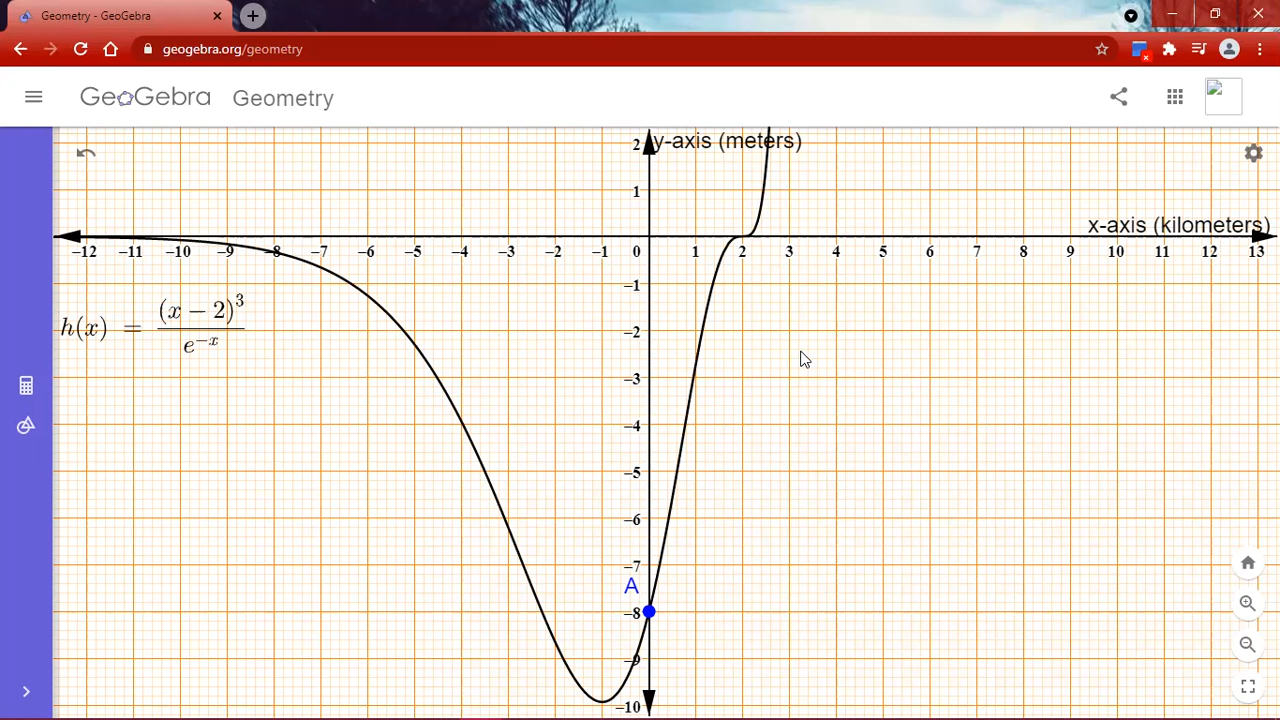 Geometry - GeoGebra
geogebra.org/geometry
GeoGebra Geometry
y-axis (meters)
2
1
x-axis (kilometers)
−12 −11 −10 −9 −8 −7 −6 −5 −4 −3 −2 −1 0 1 2 3 4 5 6 7 8 9 10 11 12 13
−1
h(x) = (x − 2)³ / e⁻ˣ
−2
−3
−4
−5
−6
−7
A
−8
−9
−10